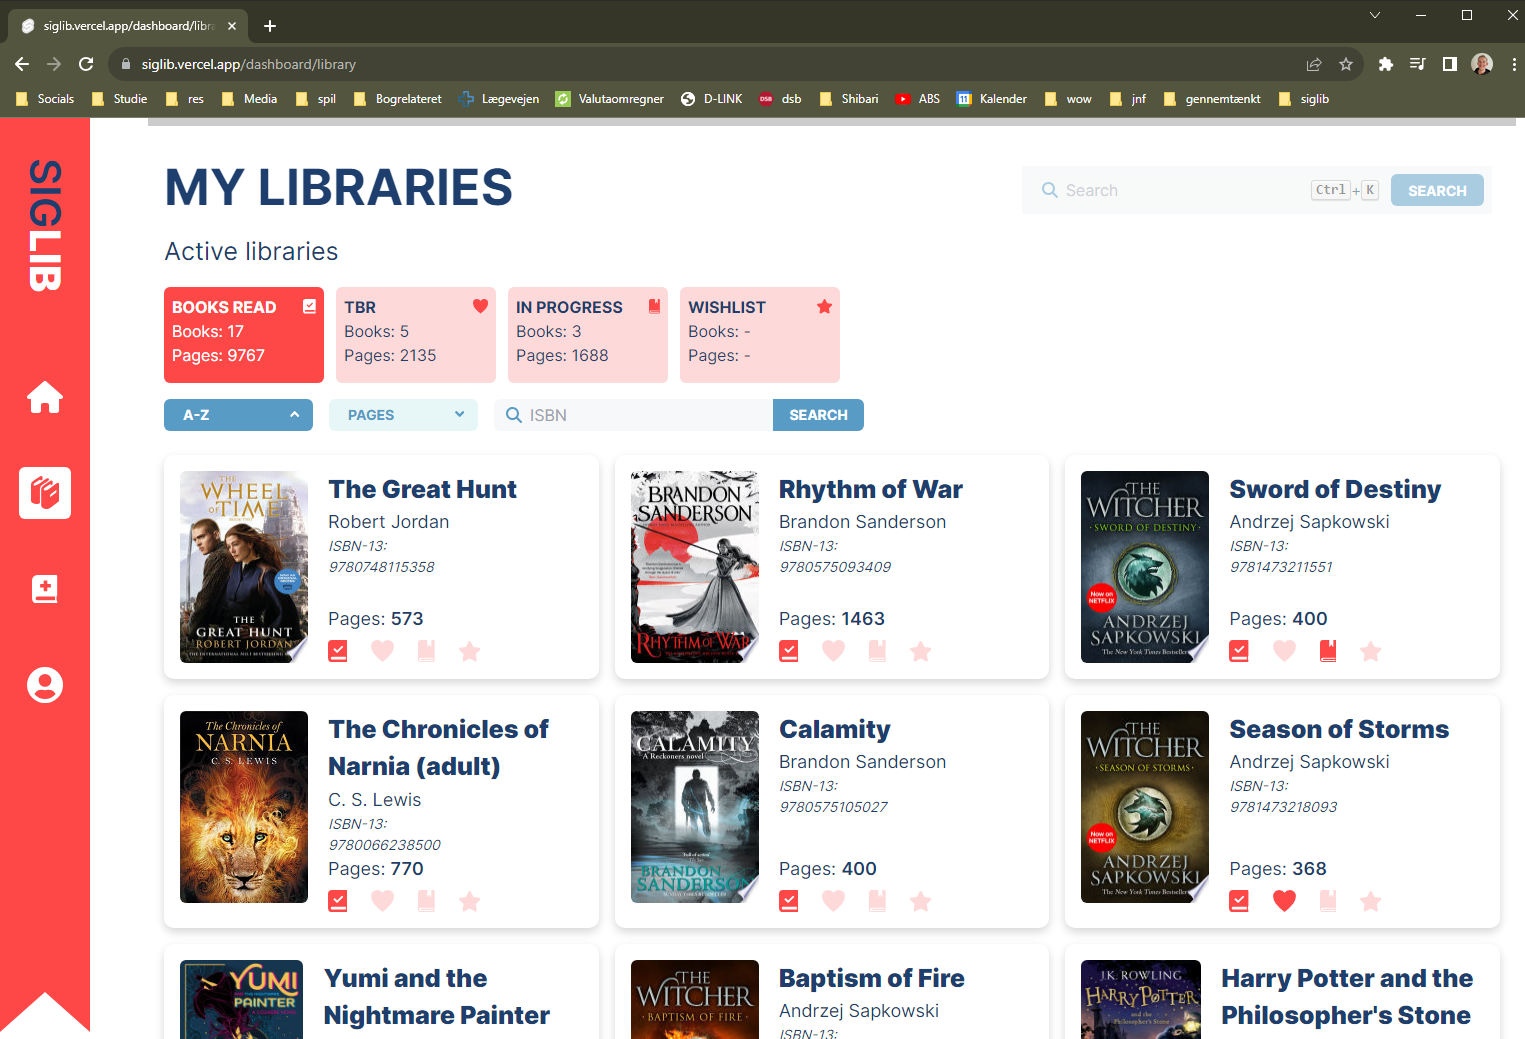 siglib.vercel.app/dashboard/libra
siglib.vercel.app/dashboard/library
Socials
Studie
res
Media
spil
Bogrelateret
Lægevejen
Valutaomregner
D-LINK
DSB
dsb
Shibari
ABS
11
Kalender
wow
jnf
gennemtænkt
siglib
SIGLIB
MY LIBRARIES
Search
Ctrl + K
SEARCH
Active libraries
BOOKS READ
Books: 17
Pages: 9767
TBR
Books: 5
Pages: 2135
IN PROGRESS
Books: 3
Pages: 1688
WISHLIST
Books: -
Pages: -
A-Z
PAGES
ISBN
SEARCH
THE
WHEEL
of TIME
THE
GREAT HUNT
ROBERT JORDAN
The Great Hunt
Robert Jordan
ISBN-13:
9780748115358
Pages: 573
BRANDON
SANDERSON
RHYTHM OF WAR
Rhythm of War
Brandon Sanderson
ISBN-13:
9780575093409
Pages: 1463
THE
WITCHER
·SWORD OF DESTINY·
Now on
NETFLIX
ANDRZEJ
SAPKOWSKI
The New York Times Bestseller
Sword of Destiny
Andrzej Sapkowski
ISBN-13:
9781473211551
Pages: 400
The Chronicles of
NARNIA
C. S. LEWIS
The Chronicles of
Narnia (adult)
C. S. Lewis
ISBN-13:
9780066238500
Pages: 770
CALAMITY
A Reckoners novel
BRANDON
SANDERSON
Calamity
Brandon Sanderson
ISBN-13:
9780575105027
Pages: 400
THE
WITCHER
·SEASON OF STORMS·
Now on
NETFLIX
ANDRZEJ
SAPKOWSKI
The New York Times Bestseller
Season of Storms
Andrzej Sapkowski
ISBN-13:
9781473218093
Pages: 368
YUMI
PAINTER
Yumi and the
Nightmare Painter
THE
WITCHER
·BAPTISM OF FIRE·
Baptism of Fire
Andrzej Sapkowski
ISBN-13:
J.K. ROWLING
HARRY POTTER
and the
Philosopher's Stone
Harry Potter and the
Philosopher's Stone